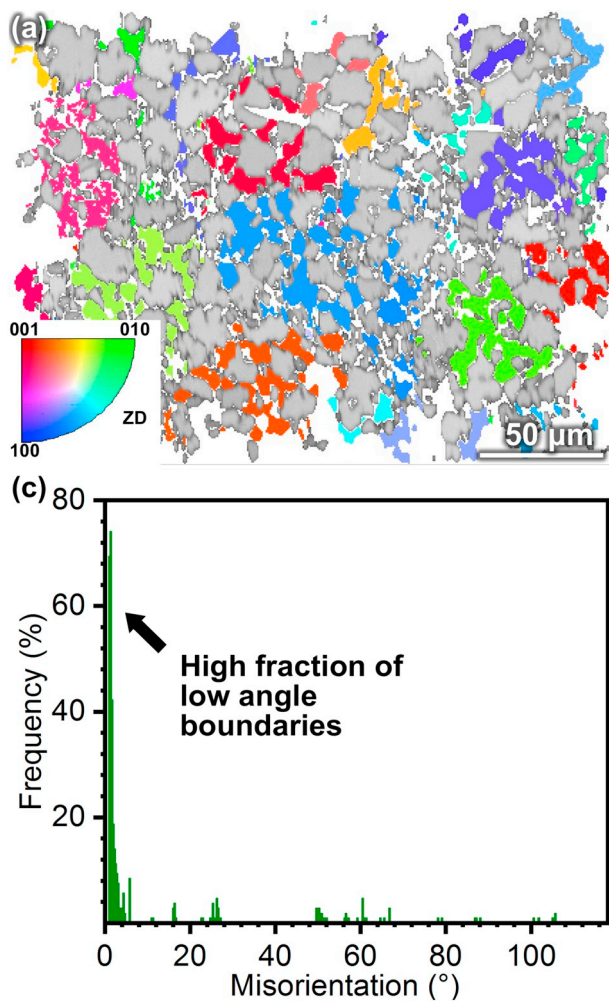 (a)
001 010
ZD
100
50 µm
(c)
80
60
40
20
Frequency (%)
High fraction of
low angle
boundaries
0 20 40 60 80 100
Misorientation (°)